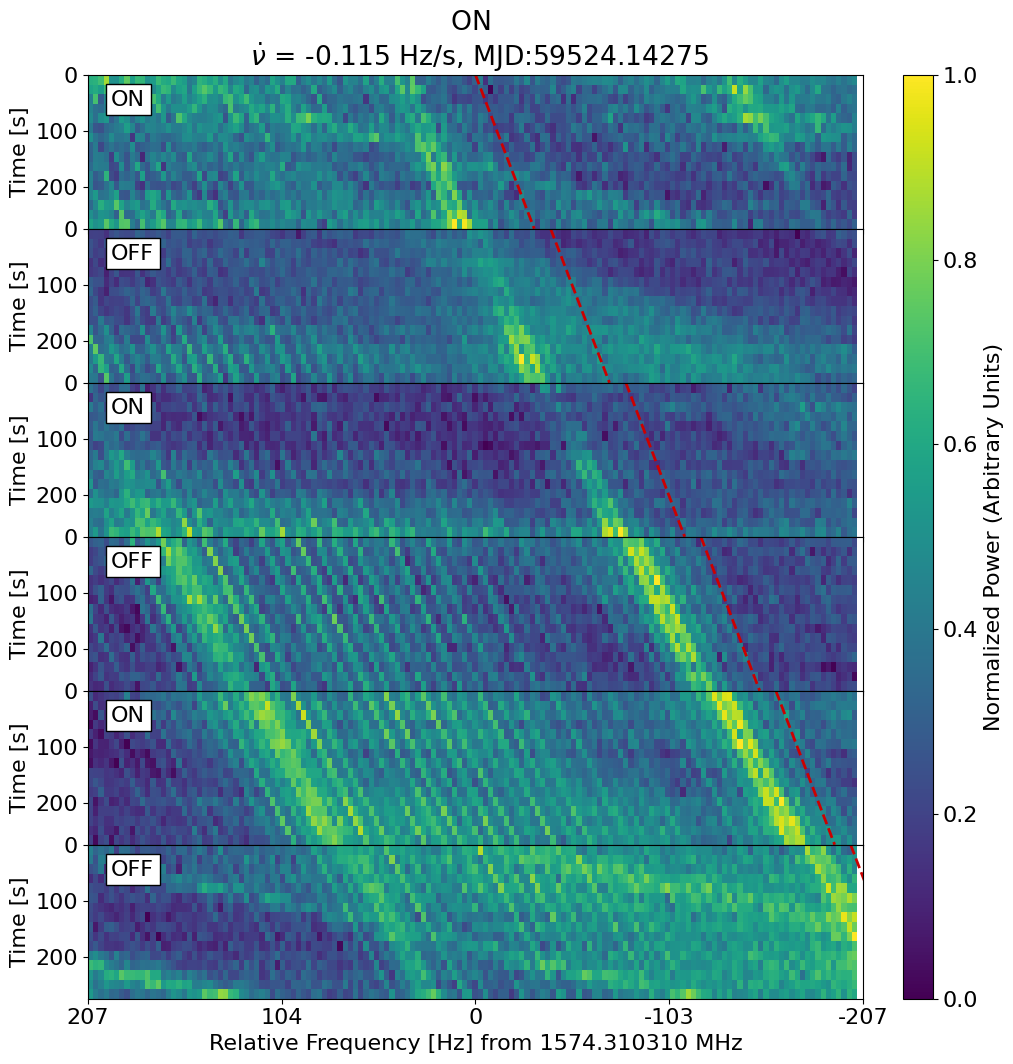 ON
ν̇ = -0.115 Hz/s, MJD:59524.14275
0
ON
100
Time [s]
200
0
OFF
100
Time [s]
200
0
ON
100
Time [s]
200
0
OFF
100
Time [s]
200
0
ON
100
Time [s]
200
0
OFF
100
Time [s]
200
207 104 0 -103 -207
Relative Frequency [Hz] from 1574.310310 MHz
1.0
0.8
0.6
0.4
0.2
0.0
Normalized Power (Arbitrary Units)